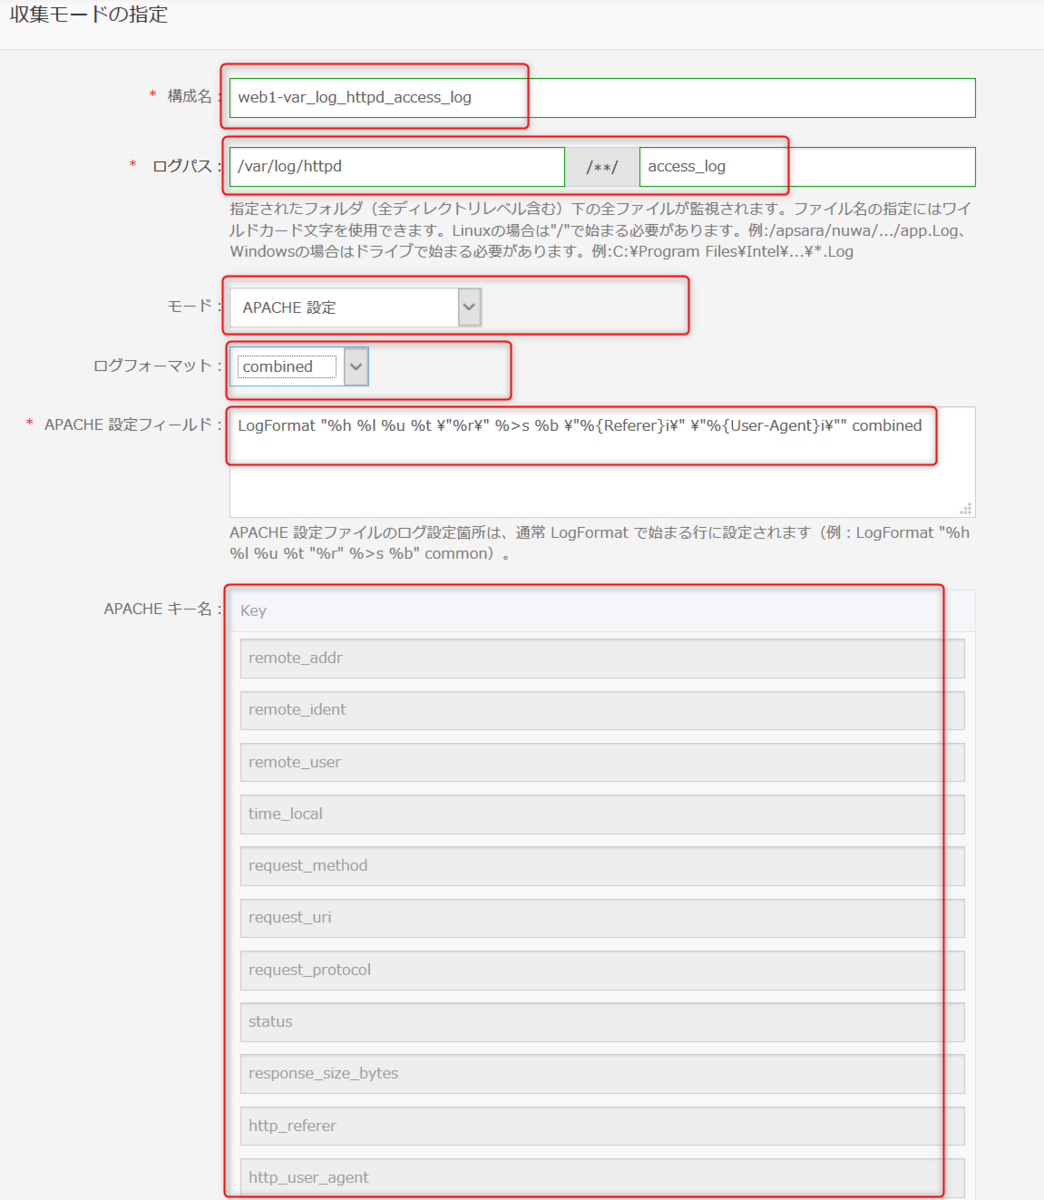 収集モードの指定
* 構成名 : web1-var_log_httpd_access_log
* ログパス : /var/log/httpd /**/ access_log
指定されたフォルダ（全ディレクトリレベル含む）下の全ファイルが監視されます。ファイル名の指定にはワイ
ルドカード文字を使用できます。Linuxの場合は"/"で始まる必要があります。例:/apsara/nuwa/.../app.Log、
Windowsの場合はドライブで始まる必要があります。例:C:¥Program Files¥Intel¥...¥*.Log
モード : APACHE 設定
ログフォーマット : combined
* APACHE 設定フィールド : LogFormat "%h %l %u %t ¥"%r¥" %>s %b ¥"%{Referer}i¥" ¥"%{User-Agent}i¥"" combined
APACHE 設定ファイルのログ設定箇所は、通常 LogFormat で始まる行に設定されます（例 : LogFormat "%h
%l %u %t "%r" %>s %b" common）。
APACHE キー名 : Key
remote_addr
remote_ident
remote_user
time_local
request_method
request_uri
request_protocol
status
response_size_bytes
http_referer
http_user_agent